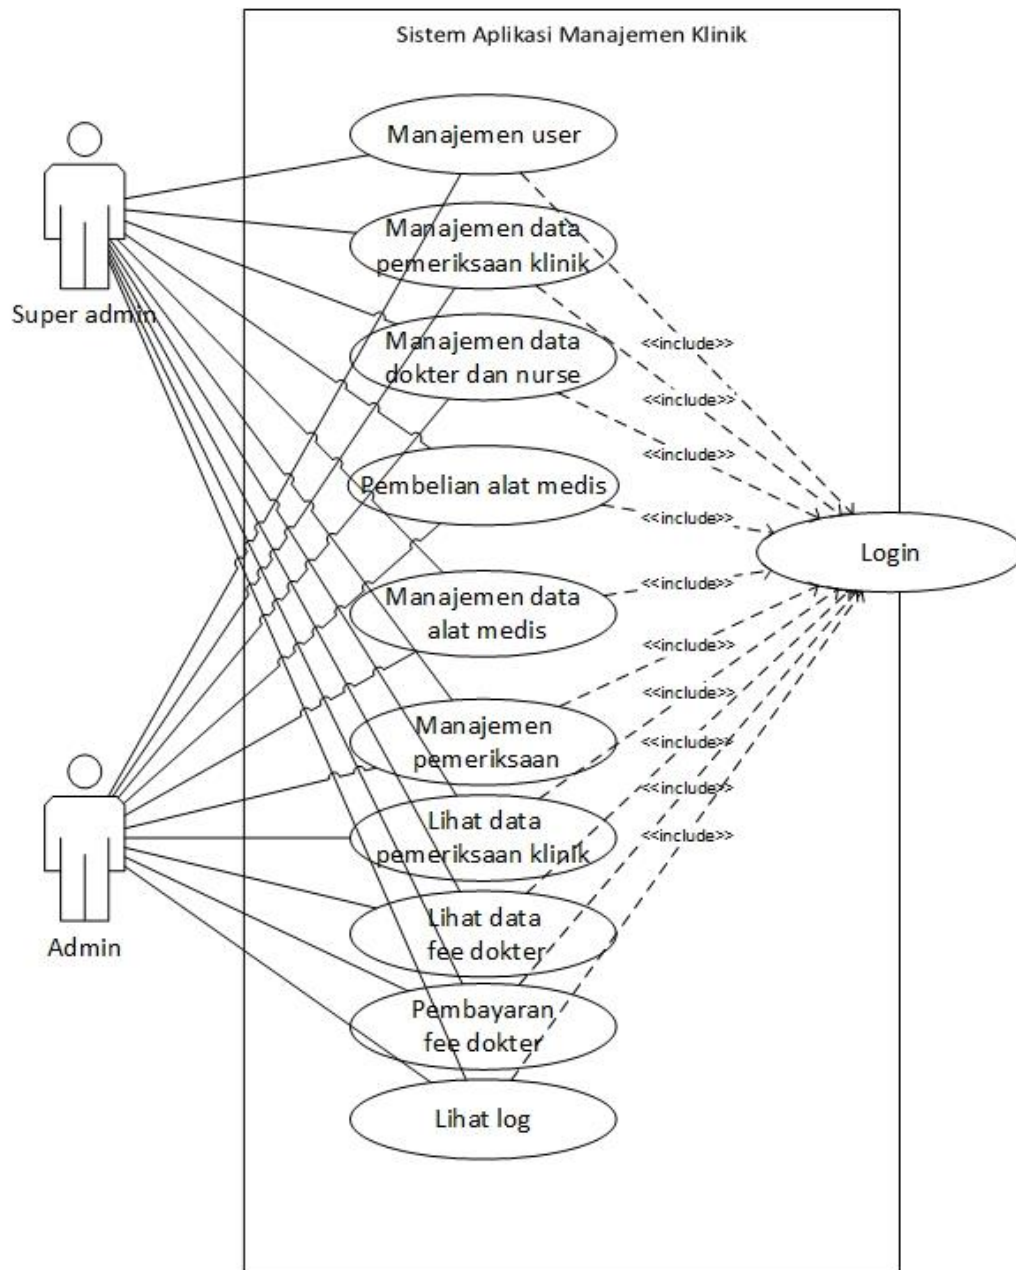 Sistem Aplikasi Manajemen Klinik
Manajemen user
Manajemen data
pemeriksaan klinik
Super admin
Manajemen data
dokter dan nurse
<<include>>
<<include>>
<<include>>
Pembelian alat medis
<<include>>
Login
Manajemen data
alat medis
<<include>>
<<include>>
<<include>>
Manajemen
pemeriksaan
<<include>>
<<include>>
Lihat data
pemeriksaan klinik
<<include>>
Admin
Lihat data
fee dokter
Pembayaran
fee dokter
Lihat log